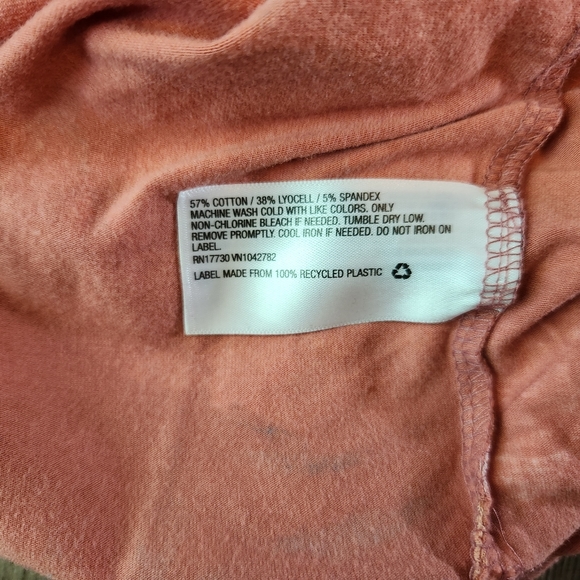 57% COTTON / 38% LYOCELL / 5% SPANDEX
MACHINE WASH COLD WITH LIKE COLORS. ONLY
NON-CHLORINE BLEACH IF NEEDED. TUMBLE DRY LOW.
REMOVE PROMPTLY. COOL IRON IF NEEDED. DO NOT IRON ON
LABEL.
RN17730 VN1042782
LABEL MADE FROM 100% RECYCLED PLASTIC